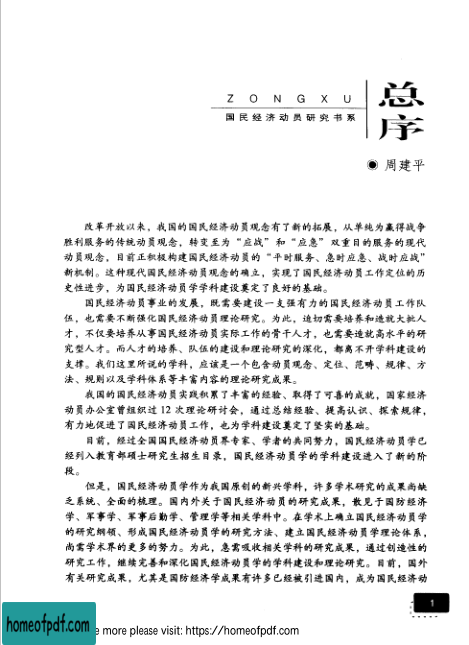 总序
ZONGXU
国民经济动员研究书系
◉ 周建平
改革开放以来，我国的国民经济动员观念有了新的拓展，从单纯为赢得战争
胜利服务的传统动员观念，转变至为“应战”和“应急”双重目的服务的现代
动员观念，目前正积极构建国民经济动员的“平时服务、急时应急、战时应战”
新机制。这种现代国民经济动员观念的确立，实现了国民经济动员工作定位的历
史性进步，为国民经济动员学学科建设奠定了良好的基础。
国民经济动员事业的发展，既需要建设一支强有力的国民经济动员工作队
伍，也需要不断强化国民经济动员理论研究。为此，迫切需要培养和造就大批人
才，不仅要培养从事国民经济动员实际工作的骨干人才，也需要造就高水平的研
究型人才。而人才的培养、队伍的建设和理论研究的深化，都离不开学科建设的
支撑。我们这里所说的学科，应该是一个包含动员观念、定位、范畴、规律、方
法、规则以及学科体系等丰富内容的理论研究成果。
我国的国民经济动员实践积累了丰富的经验、取得了可喜的成就，国家经济
动员办公室曾组织过 12 次理论研讨会，通过总结经验、提高认识、探索规律，
有力地促进了国民经济动员工作，也为学科建设奠定了坚实的基础。
目前，经过全国国民经济动员界专家、学者的共同努力，国民经济动员学已
经列入教育部硕士研究生招生目录，国民经济动员学的学科建设进入了新的阶
段。
但是，国民经济动员学作为我国原创的新兴学科，许多学术研究的成果尚缺
乏系统、全面的梳理。国内外关于国民经济动员的研究成果，散见于国防经济
学、军事学、军事后勤学、管理学等相关学科中。在学术上确立国民经济动员学
的研究纲领、形成国民经济动员学的研究方法、建立国民经济动员学理论体系，
尚需学术界的更多的努力。为此，急需吸收相关学科的研究成果，通过创造性的
研究工作，继续完善和深化国民经济动员学的学科建设和理论研究。目前，国外
有关研究成果，尤其是国防经济学成果有许多已经被引进国内，成为国民经济动
1
homeofpdf.com
e more please visit: https://homeofpdf.com